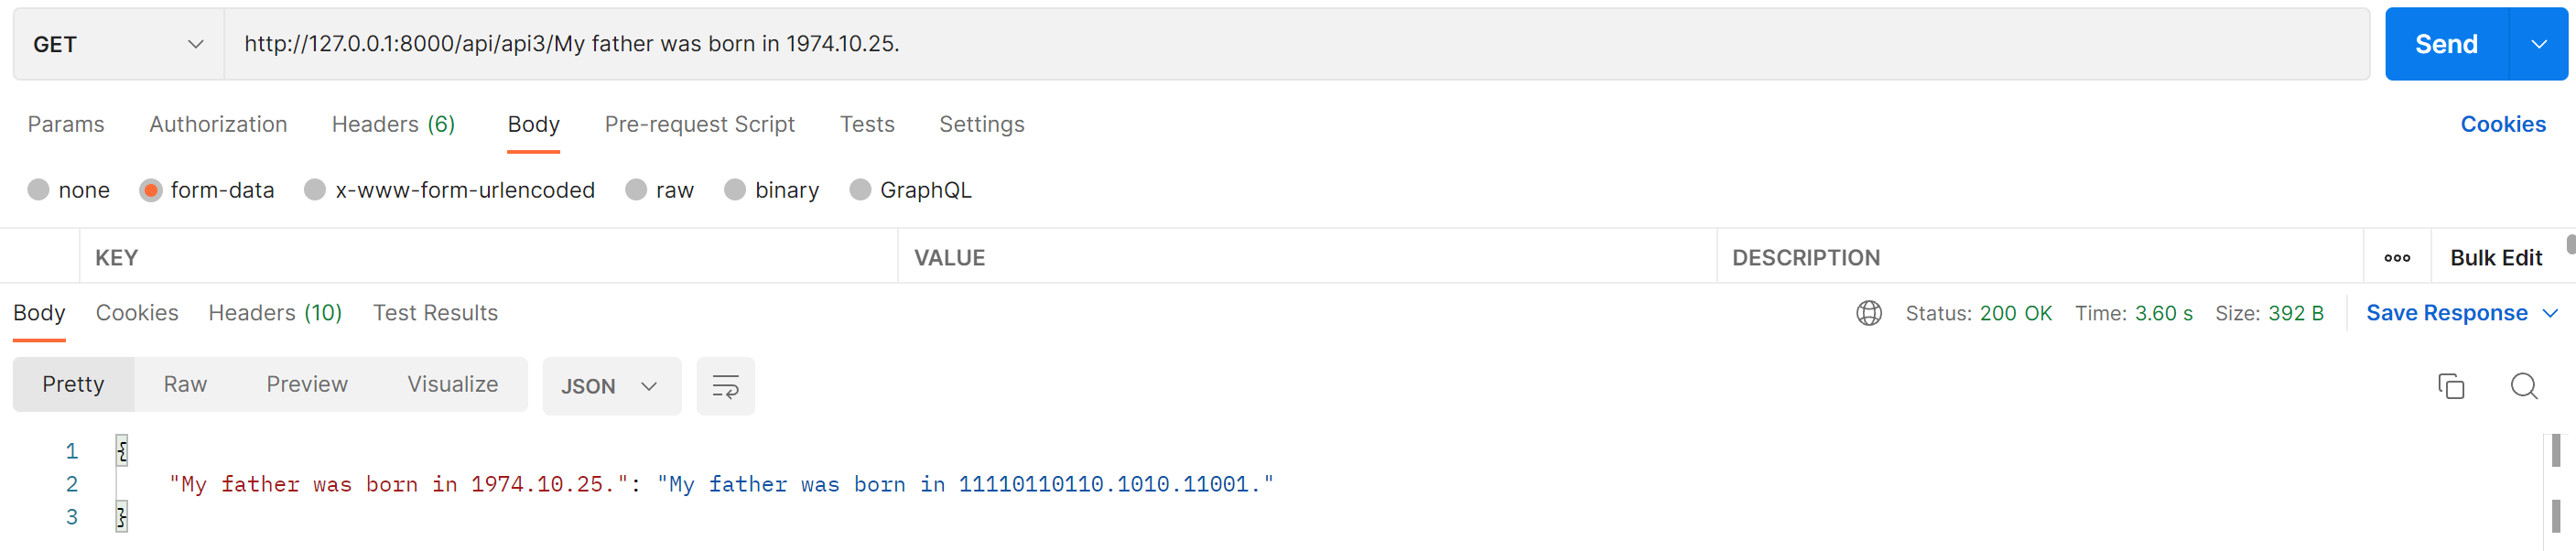 GET http://127.0.0.1:8000/api/api3/My father was born in 1974.10.25. Send
Params Authorization Headers (6) Body Pre-request Script Tests Settings Cookies
none form-data x-www-form-urlencoded raw binary GraphQL
KEY VALUE DESCRIPTION ooo Bulk Edit
Body Cookies Headers (10) Test Results Status: 200 OK Time: 3.60 s Size: 392 B Save Response
Pretty Raw Preview Visualize JSON
1 {
2 "My father was born in 1974.10.25.": "My father was born in 11110110110.1010.11001."
3 }